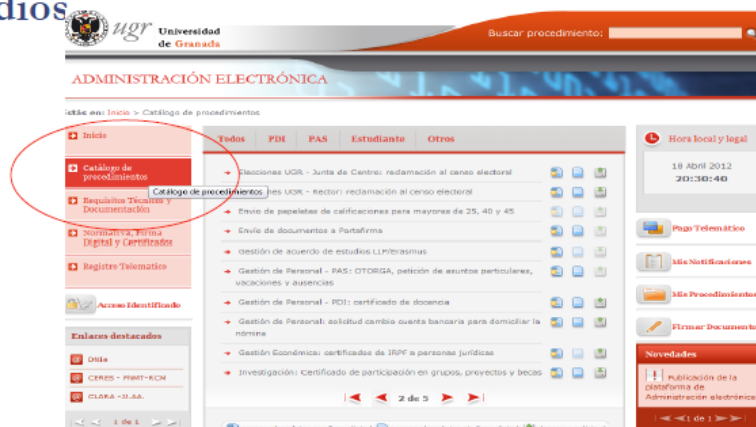 dios
ugr Universidad
de Granada
Buscar procedimiento:
ADMINISTRACIÓN ELECTRÓNICA
Estás en: Inicio > Catálogo de procedimientos
Inicio
Catálogo de
procedimientos
Catálogo de procedimientos
Requisitos Técnicos y
Documentación
Normativa, Firma
Digital y Certificados
Registro Telemático
Acceso Identificado
Enlaces destacados
DNIe
CERES - FNMT-RCM
1 de 1
Todos PDI PAS Estudiante Otros
Elecciones UGR - Junta de Centro: reclamación al censo electoral
nes UGR - Rector: reclamación al censo electoral
Envío de papeletas de calificaciones para mayores de 25, 40 y 45
Envío de documentos a Portafirma
Gestión de acuerdo de estudios LLP/Erasmus
Gestión de Personal - PAS: OTORGA, petición de asuntos particulares,
vacaciones y ausencias
Gestión de Personal - PDI: certificado de docencia
Gestión de Personal: solicitud cambio cuenta bancaria para domiciliar la
nómina
Gestión Económica: certificados de IRPF a personas jurídicas
Investigación: Certificado de participación en grupos, proyectos y becas
2 de 5
Hora local y legal
18 Abril 2012
20:30:40
Pago Telemático
Mis Notificaciones
Mis Procedimientos
Firmar Documento
Novedades
Publicación de la
plataforma de
Administración electrónica
1 de 1